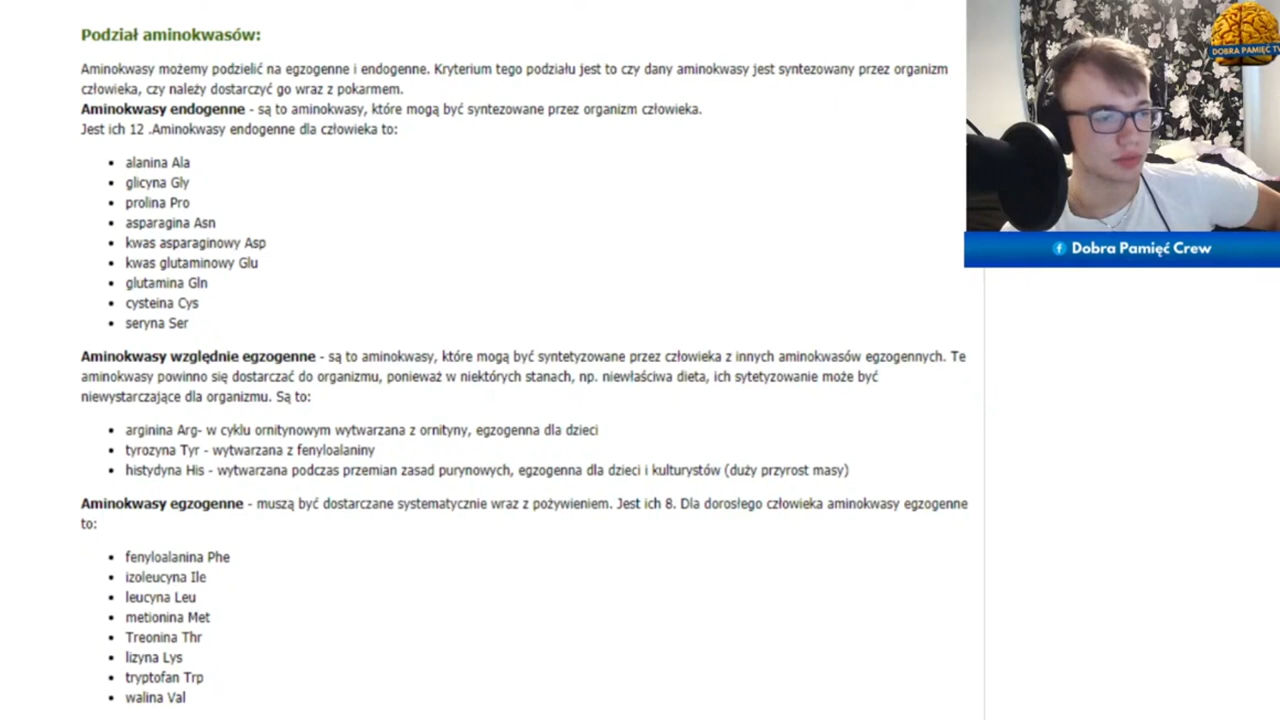 Podział aminokwasów:
Aminokwasy możemy podzielić na egzogenne i endogenne. Kryterium tego podziału jest to czy dany aminokwasy jest syntezowany przez organizm
człowieka, czy należy dostarczyć go wraz z pokarmem.
Aminokwasy endogenne - są to aminokwasy, które mogą być syntezowane przez organizm człowieka.
Jest ich 12 .Aminokwasy endogenne dla człowieka to:
• alanina Ala
• glicyna Gly
• prolina Pro
• asparagina Asn
• kwas asparaginowy Asp
• kwas glutaminowy Glu
• glutamina Gln
• cysteina Cys
• seryna Ser
Aminokwasy względnie egzogenne - są to aminokwasy, które mogą być syntetyzowane przez człowieka z innych aminokwasów egzogennych. Te
aminokwasy powinno się dostarczać do organizmu, ponieważ w niektórych stanach, np. niewłaściwa dieta, ich sytetyzowanie może być
niewystarczające dla organizmu. Są to:
• arginina Arg- w cyklu ornitynowym wytwarzana z ornityny, egzogenna dla dzieci
• tyrozyna Tyr - wytwarzana z fenyloalaniny
• histydyna His - wytwarzana podczas przemian zasad purynowych, egzogenna dla dzieci i kulturystów (duży przyrost masy)
Aminokwasy egzogenne - muszą być dostarczane systematycznie wraz z pożywieniem. Jest ich 8. Dla dorosłego człowieka aminokwasy egzogenne
to:
• fenyloalanina Phe
• izoleucyna Ile
• leucyna Leu
• metionina Met
• Treonina Thr
• lizyna Lys
• tryptofan Trp
• walina Val
DOBRA PAMIĘĆ TV
Dobra Pamięć Crew